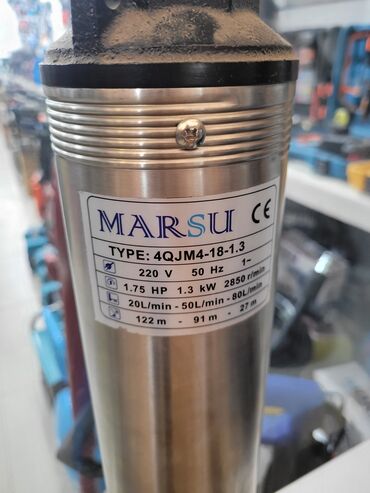 MARSU CE
TYPE: 4QJM4-18-1.3
220 V 50 Hz 1~
1.75 HP 1.3 kW 2850 r/min
20L/min - 50L/min - 80L/min
122 m - 91 m - 27 m